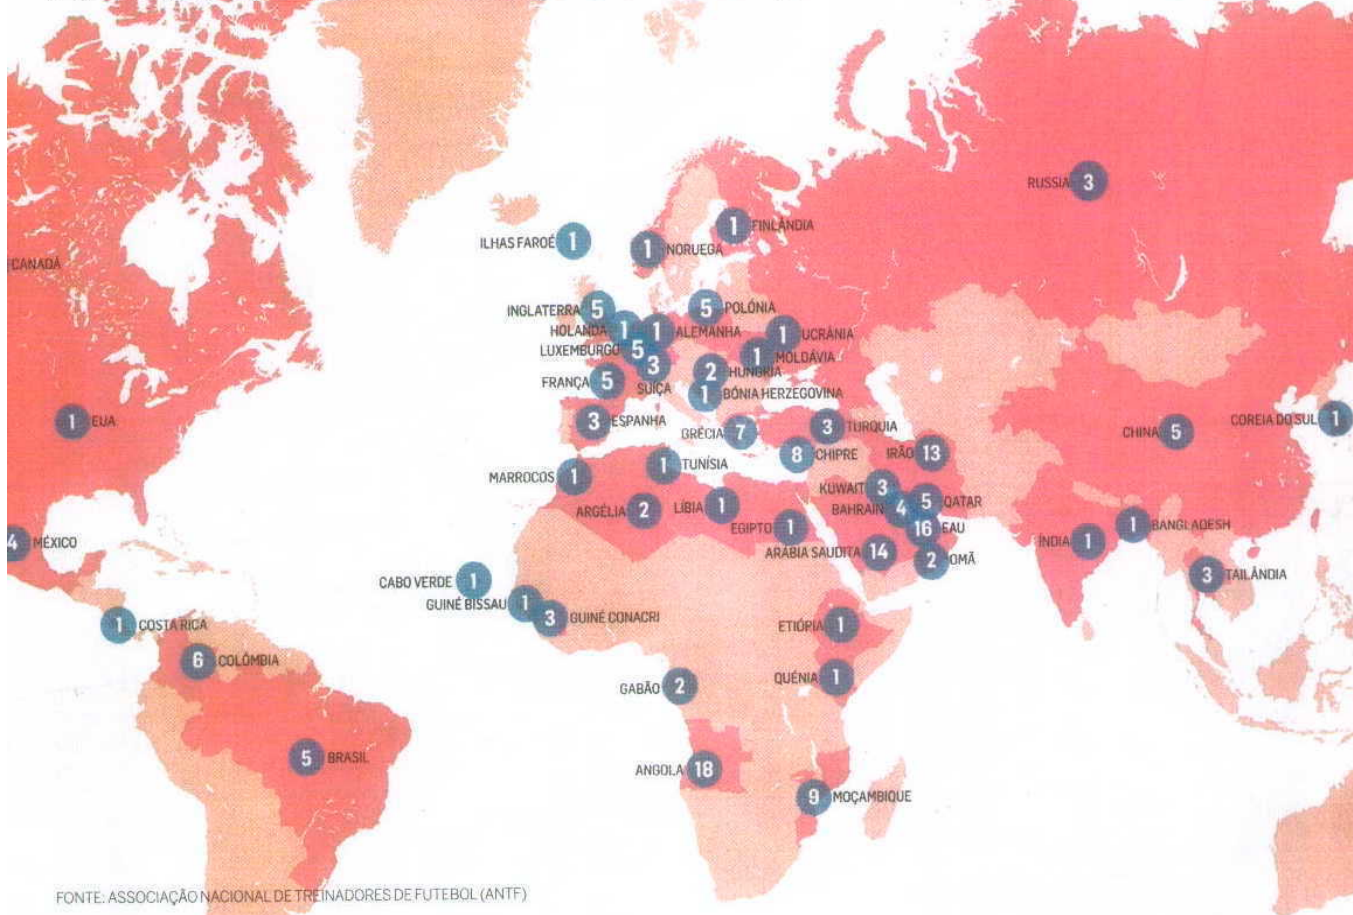 RUSSIA 3
1 FINLÂNDIA
ILHAS FAROÉ 1
1 NORUEGA
CANADÁ
INGLATERRA 5
5 POLÓNIA
HOLANDA 1
1 ALEMANHA
1 UCRÂNIA
LUXEMBURGO 5
1 MOLDÁVIA
3
SUÍÇA
2 HUNGRIA
FRANÇA 5
1 BÓNIA HERZEGOVINA
1 EUA
3 ESPANHA
GRÉCIA 7
3 TURQUIA
CHINA 5
COREIA DO SUL 1
8 CHIPRE
IRÃO 13
MARROCOS 1
1 TUNÍSIA
KUWAIT 3
5 QATAR
ARGÉLIA 2
LÍBIA 1
BAHRAIN 4
EGIPTO 1
16 EAU
1 BANGLADESH
4 MÉXICO
ARÁBIA SAUDITA 14
2 OMÃ
ÍNDIA 1
3 TAILÂNDIA
CABO VERDE 1
GUINÉ BISSAU 1
3 GUINÉ CONACRI
1 COSTA RICA
ETIÓPIA 1
6 COLÔMBIA
QUÉNIA 1
GABÃO 2
5 BRASIL
ANGOLA 18
9 MOÇAMBIQUE
FONTE: ASSOCIAÇÃO NACIONAL DE TREINADORES DE FUTEBOL (ANTF)